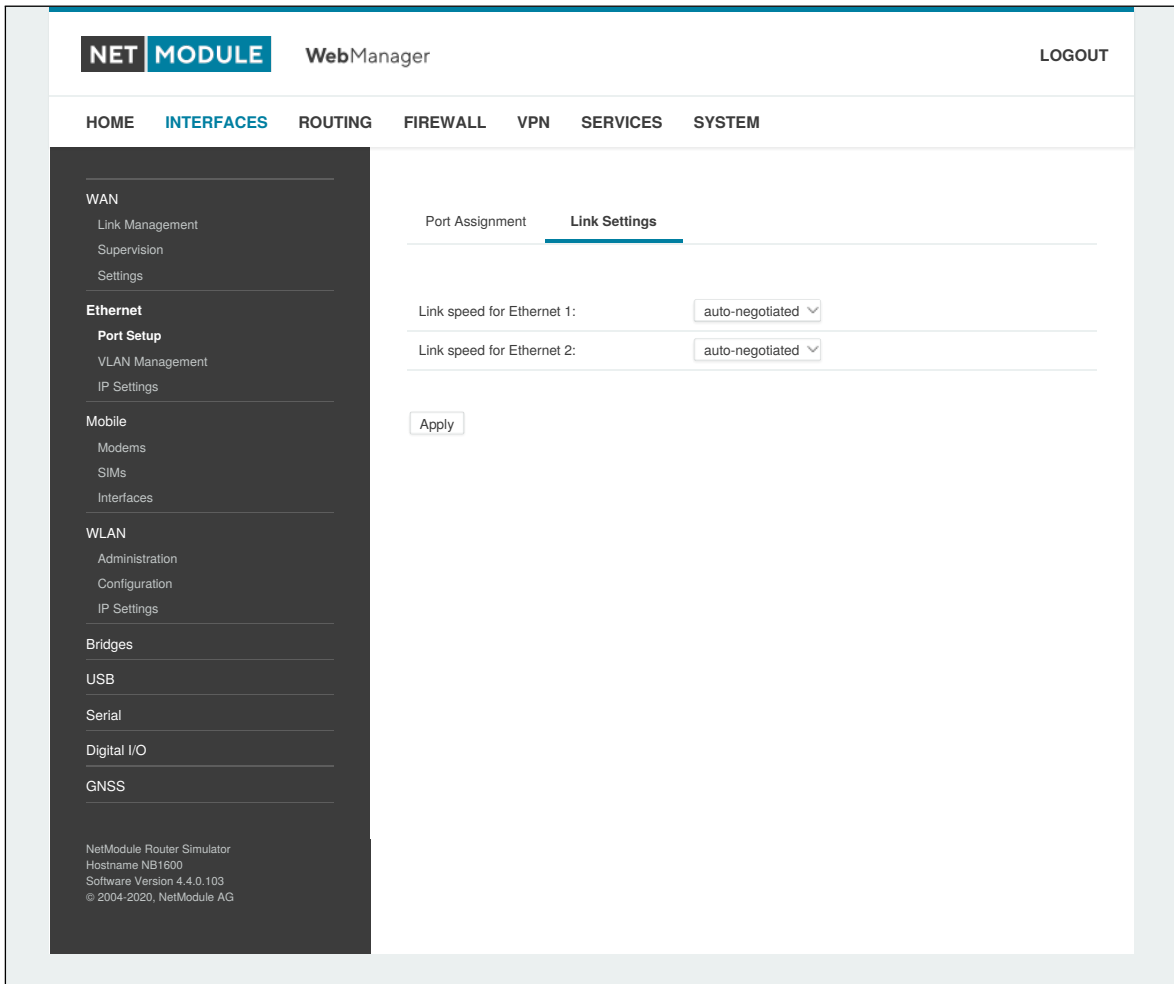 NET MODULE WebManager LOGOUT
HOME INTERFACES ROUTING FIREWALL VPN SERVICES SYSTEM
WAN
Link Management
Supervision
Settings
Ethernet
Port Setup
VLAN Management
IP Settings
Mobile
Modems
SIMs
Interfaces
WLAN
Administration
Configuration
IP Settings
Bridges
USB
Serial
Digital I/O
GNSS
NetModule Router Simulator
Hostname NB1600
Software Version 4.4.0.103
© 2004-2020, NetModule AG
Port Assignment Link Settings
Link speed for Ethernet 1: auto-negotiated
Link speed for Ethernet 2: auto-negotiated
Apply